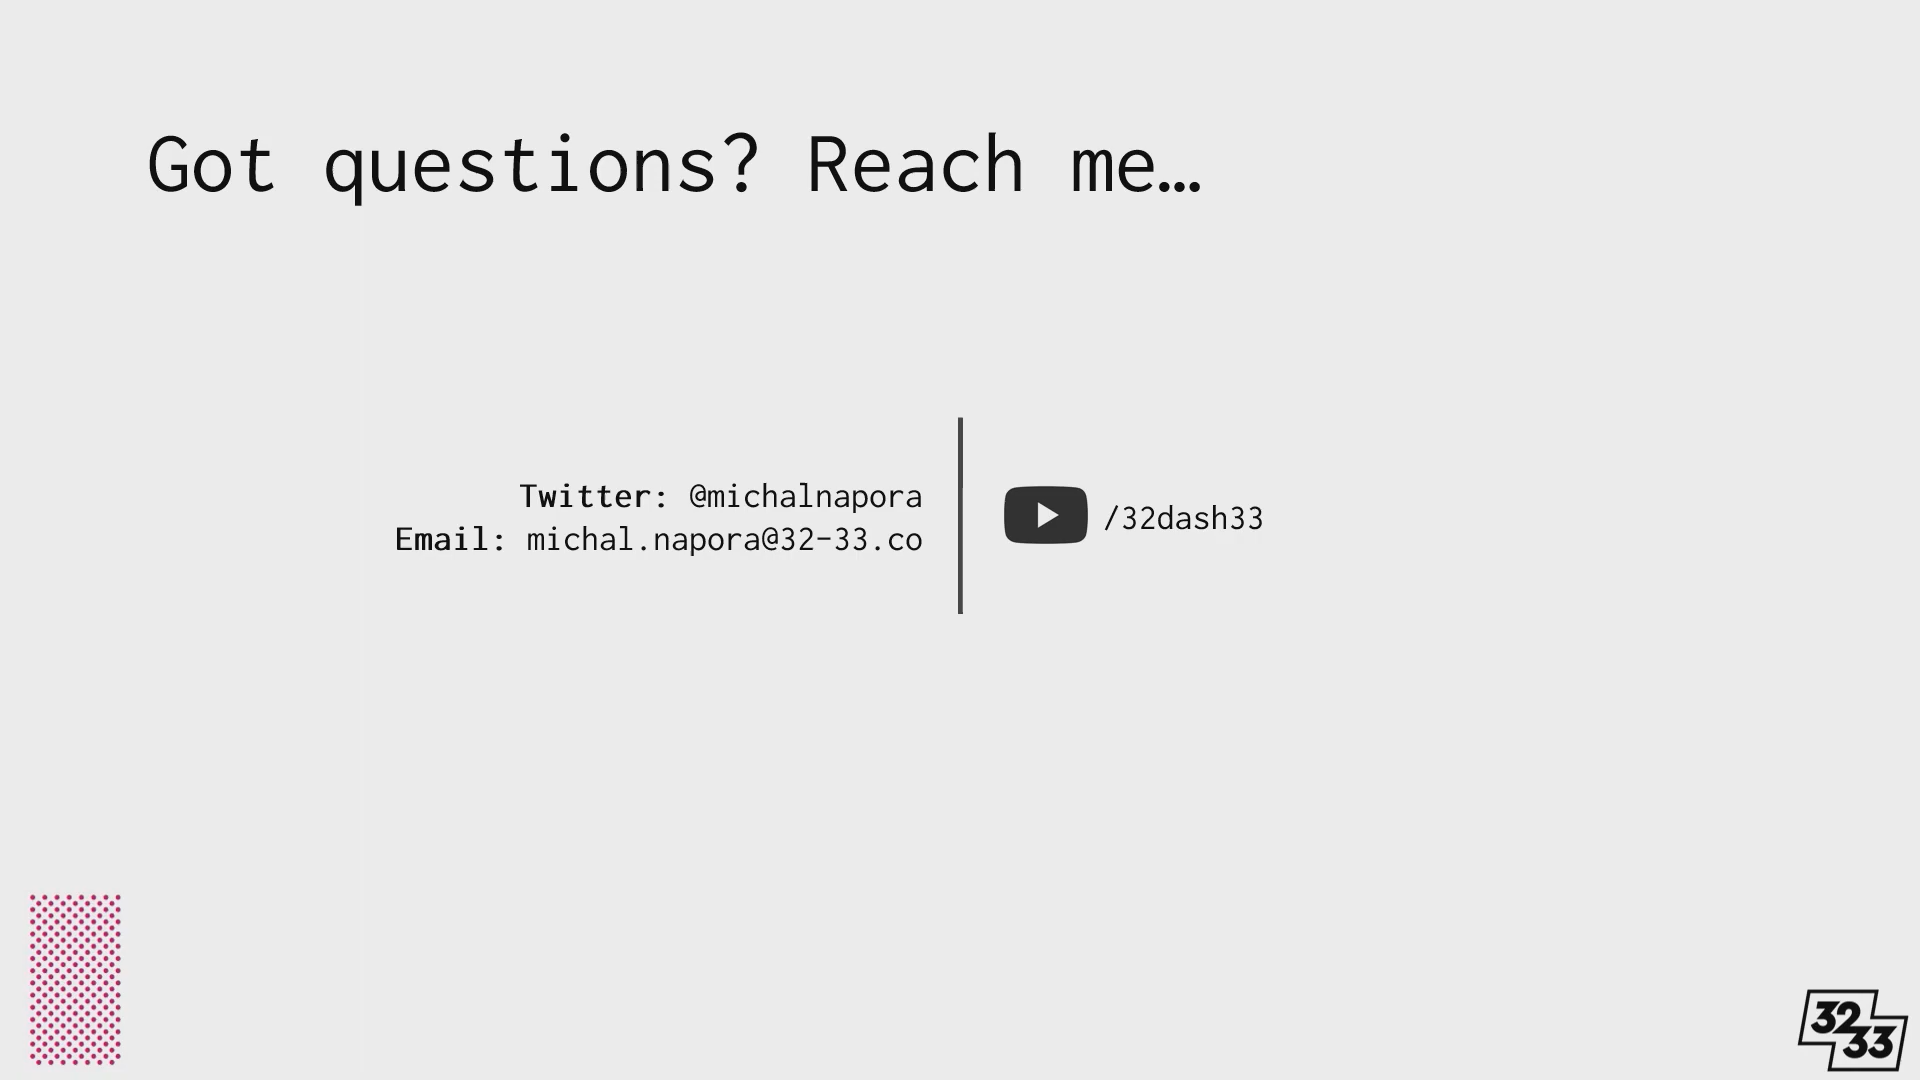 Got questions? Reach me…
Twitter: @michalnapora
Email: michal.napora@32-33.co
/32dash33
32
33